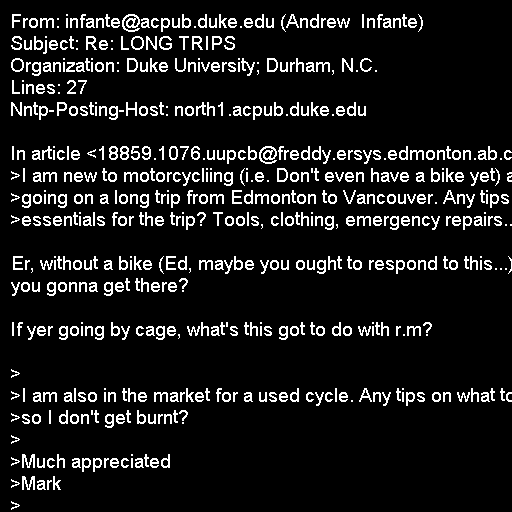 From: infante@acpub.duke.edu (Andrew  Infante)
Subject: Re: LONG TRIPS
Organization: Duke University; Durham, N.C.
Lines: 27
Nntp-Posting-Host: north1.acpub.duke.edu

In article <18859.1076.uupcb@freddy.ersys.edmonton.ab.c
>I am new to motorcycliing (i.e. Don't even have a bike yet) a
>going on a long trip from Edmonton to Vancouver. Any tips
>essentials for the trip? Tools, clothing, emergency repairs..

Er, without a bike (Ed, maybe you ought to respond to this...)
you gonna get there?

If yer going by cage, what's this got to do with r.m?

>
>I am also in the market for a used cycle. Any tips on what to
>so I don't get burnt?
>
>Much appreciated
>Mark
>